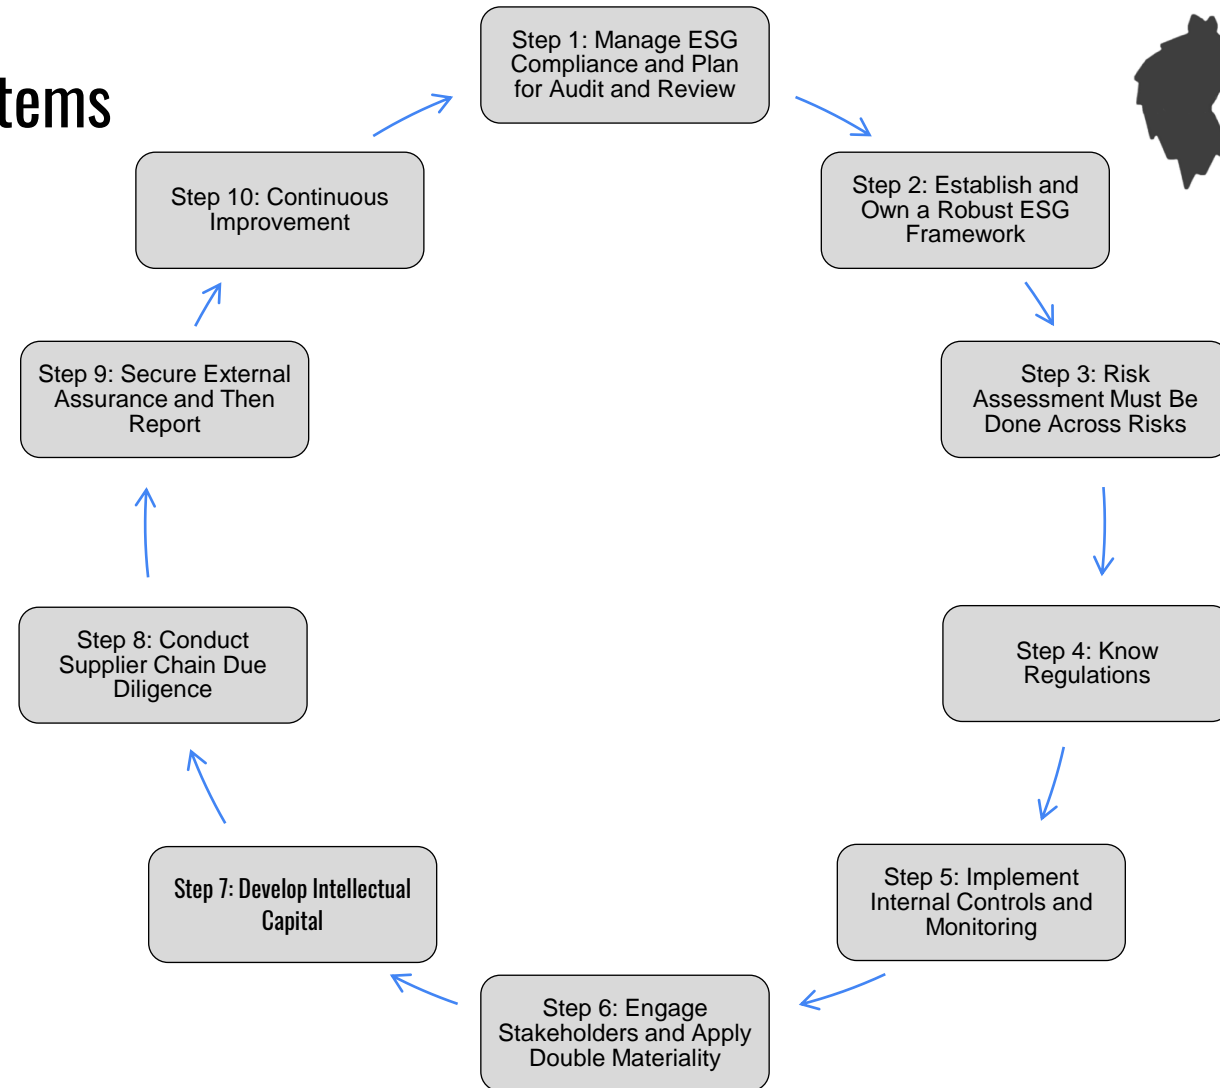 tems
Step 1: Manage ESG
Compliance and Plan
for Audit and Review
Step 2: Establish and
Own a Robust ESG
Framework
Step 3: Risk
Assessment Must Be
Done Across Risks
Step 4: Know
Regulations
Step 5: Implement
Internal Controls and
Monitoring
Step 6: Engage
Stakeholders and Apply
Double Materiality
Step 7: Develop Intellectual
Capital
Step 8: Conduct
Supplier Chain Due
Diligence
Step 9: Secure External
Assurance and Then
Report
Step 10: Continuous
Improvement